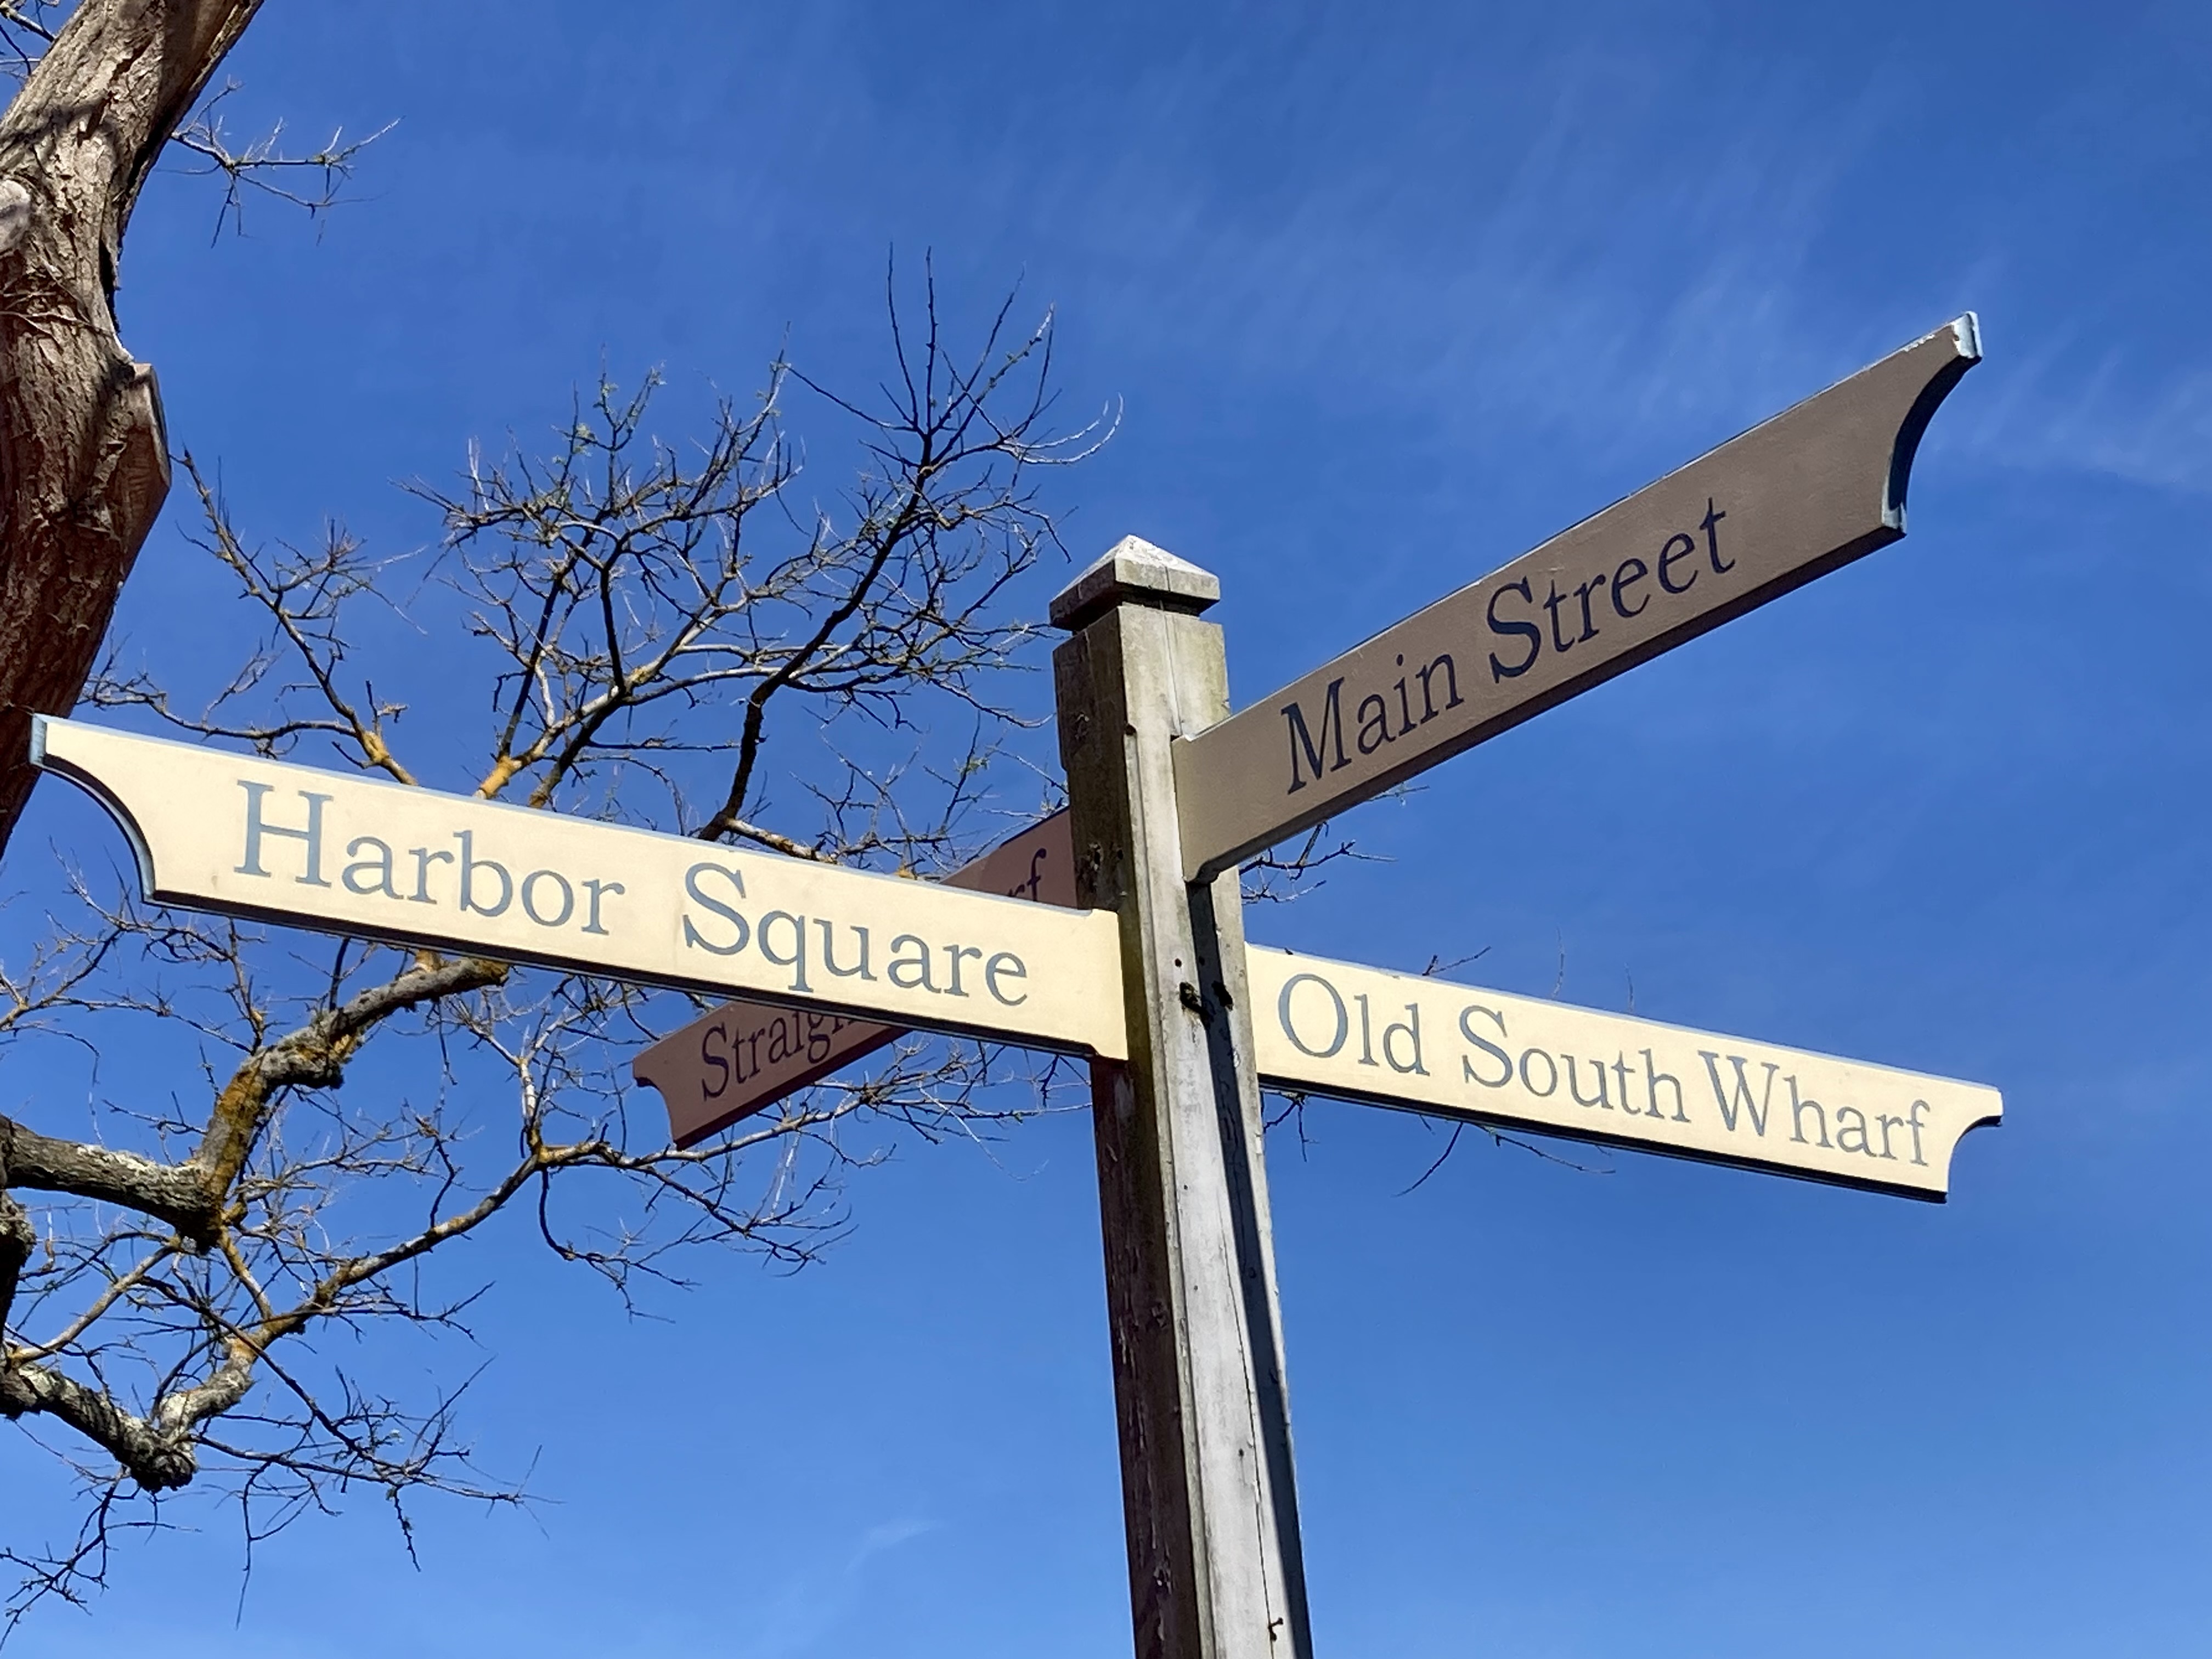 Main Street
Harbor Square
Old South Wharf